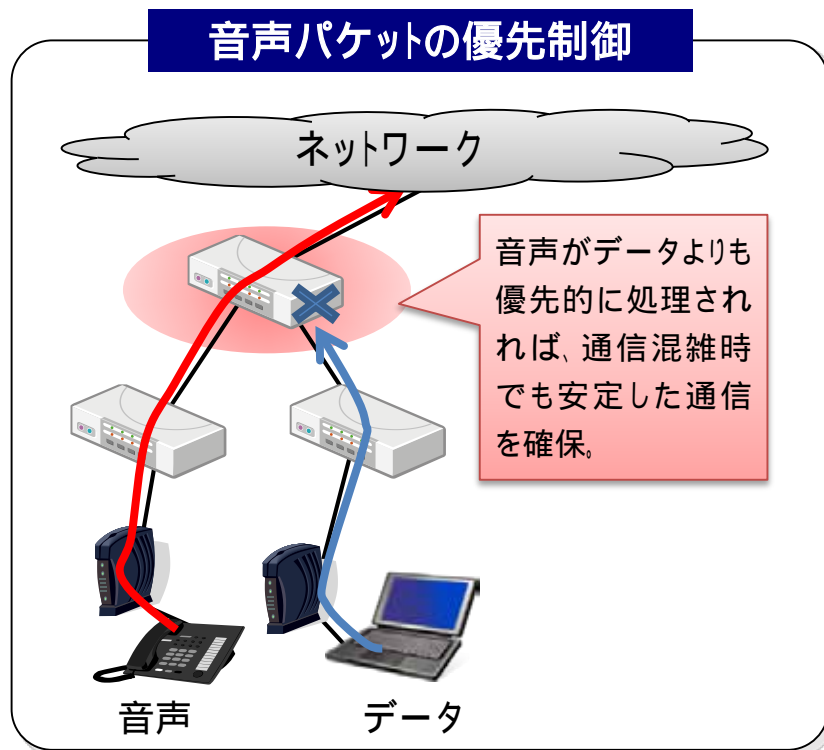 音声パケットの優先制御
ネットワーク
音声がデータよりも
優先的に処理され
れば、通信混雑時
でも安定した通信
を確保。
音声
データ